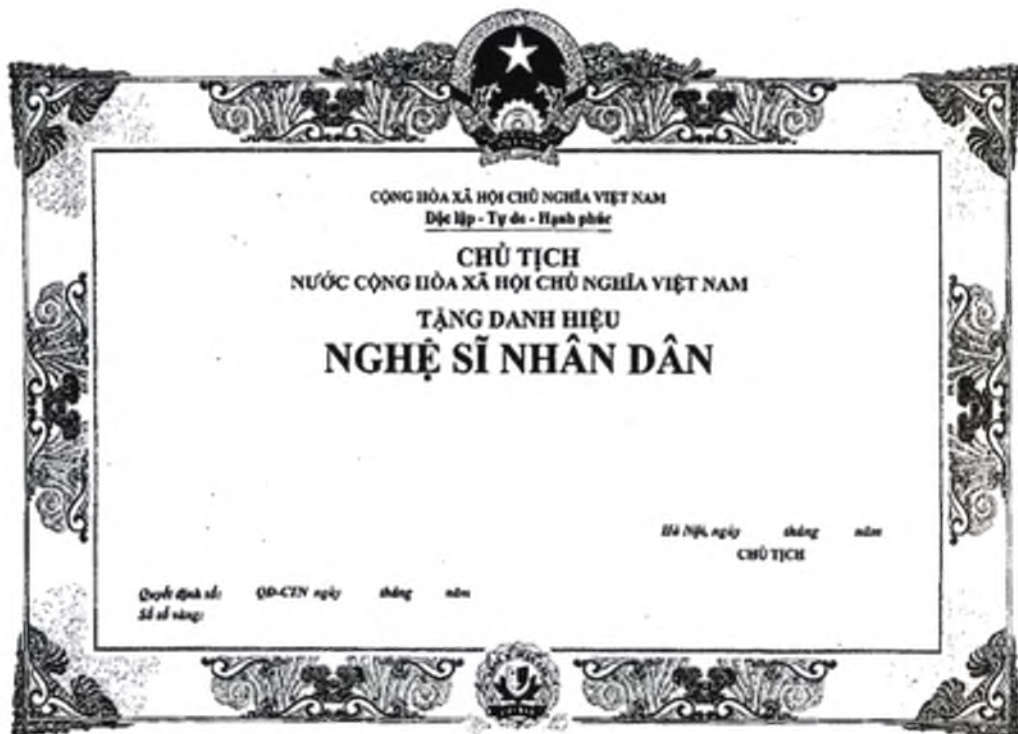 CỘNG HÒA XÃ HỘI CHỦ NGHĨA VIỆT NAM
Độc lập - Tự do - Hạnh phúc
CHỦ TỊCH
NƯỚC CỘNG HÒA XÃ HỘI CHỦ NGHĨA VIỆT NAM
TẶNG DANH HIỆU
NGHỆ SĨ NHÂN DÂN
Hà Nội, ngày tháng năm
CHỦ TỊCH
Quyết định số: QĐ-CTN ngày tháng năm
Số sổ vàng: